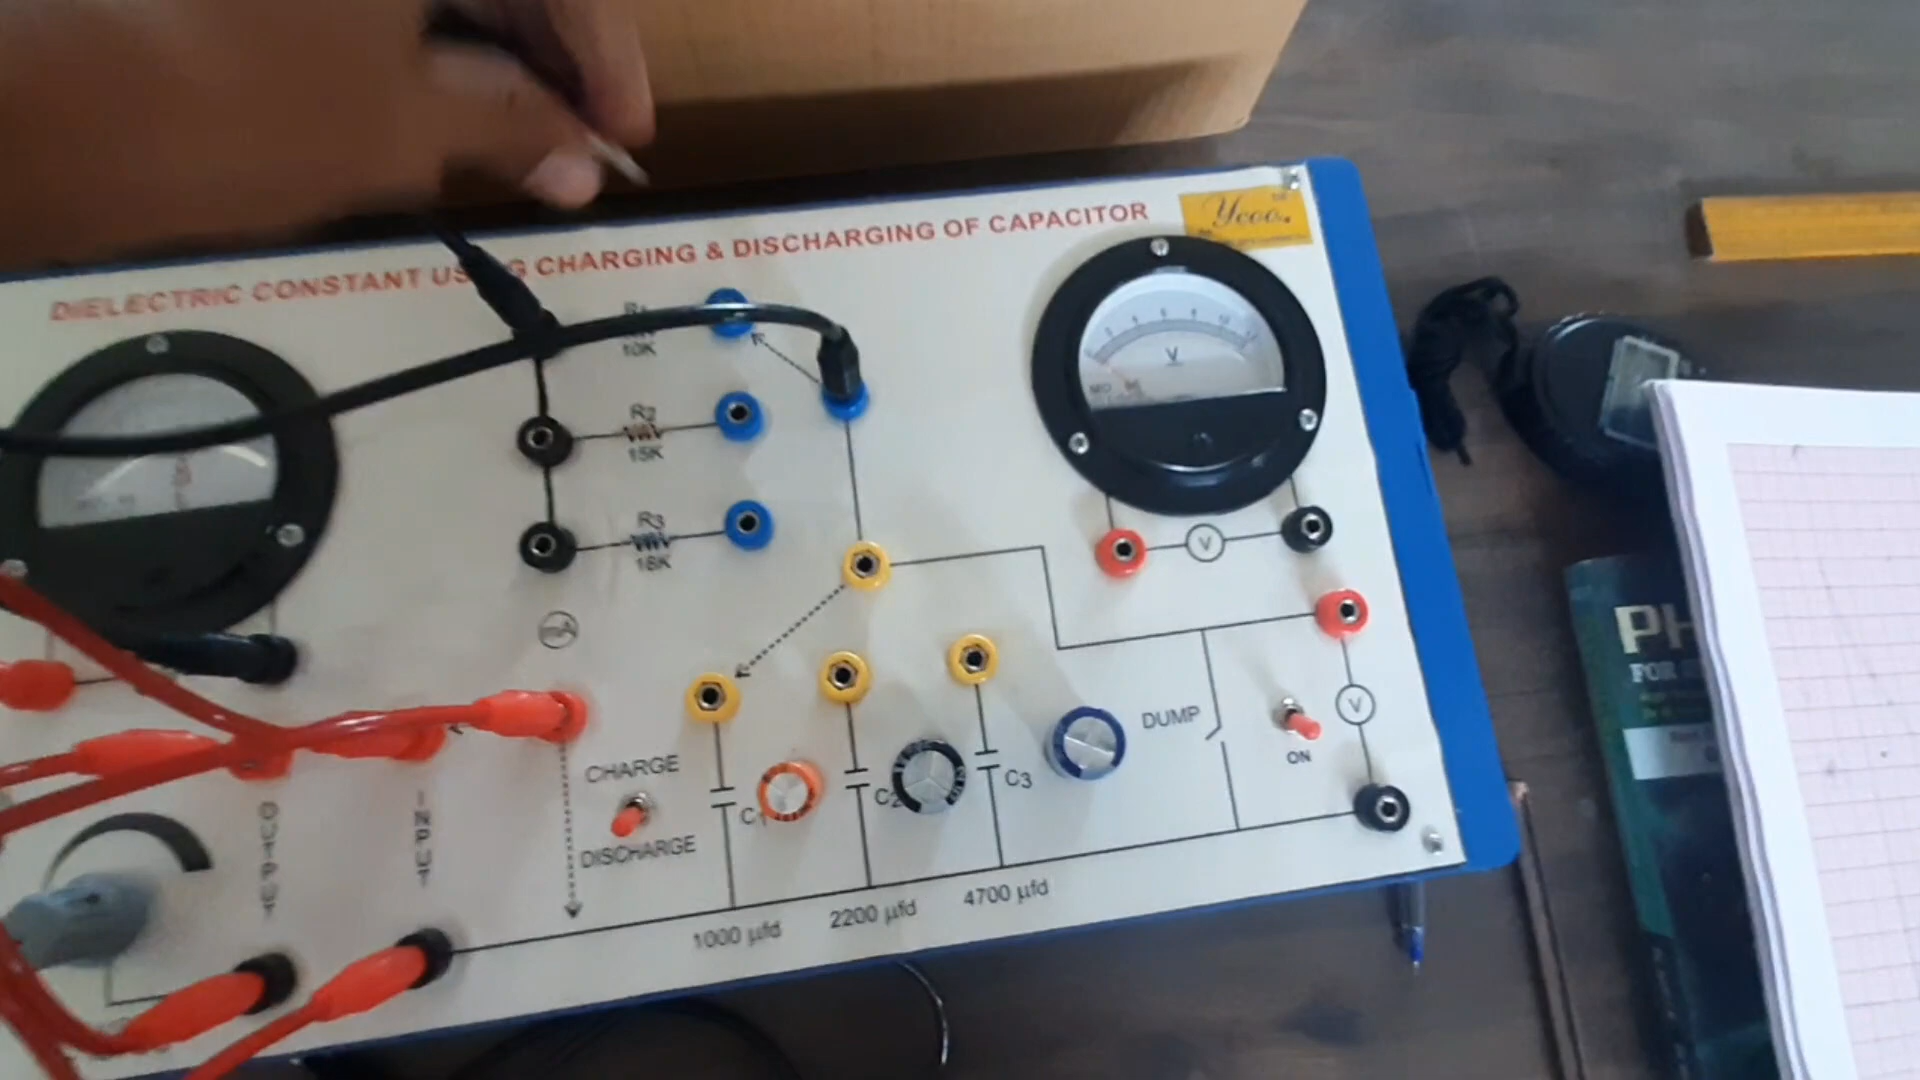 DIELECTRIC CONSTANT US G CHARGING & DISCHARGING OF CAPACITOR
Ycoo
10K
R2
15K
R3
18K
mA
V
V
V
CHARGE
DISCHARGE
OUTPUT
INPUT
C1
C2
C3
DUMP
ON
1000 µfd
2200 µfd
4700 µfd
PH
FOR